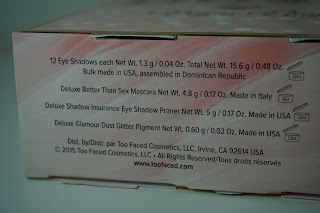 12 Eye Shadows each Net Wt. 1.3 g / 0.04 Oz. Total Net Wt. 15.6 g / 0.48 Oz.
Bulk made in USA, assembled in Dominican Republic
Deluxe Better Than Sex Mascara Net Wt. 4.8 g / 0.17 Oz. Made in Italy
Deluxe Shadow Insurance Eye Shadow Primer Net Wt. 5 g / 0.17 Oz. Made in USA
Deluxe Glamour Dust Glitter Pigment Net Wt. 0.60 g / 0.02 Oz. Made in USA
Dist. by/Distr. par Too Faced Cosmetics, LLC, Irvine, CA 92614 USA
© 2015 Too Faced Cosmetics, LLC • All Rights Reserved/Tous droits réservés
www.toofaced.com